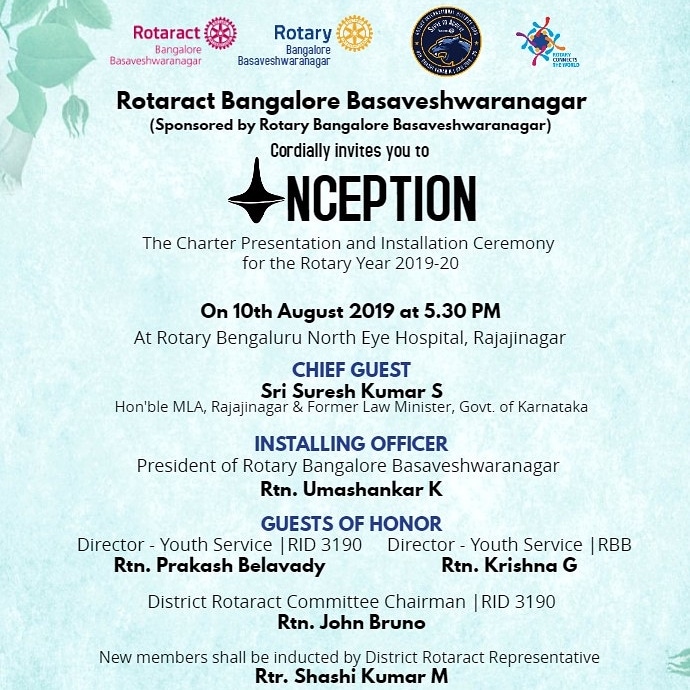 Rotaract
Bangalore
Basaveshwaranagar
Rotary
Bangalore
Basaveshwaranagar
ROTARY
CONNECTS
THE WORLD
Rotaract Bangalore Basaveshwaranagar
(Sponsored by Rotary Bangalore Basaveshwaranagar)
Cordially invites you to
NCEPTION
The Charter Presentation and Installation Ceremony
for the Rotary Year 2019-20
On 10th August 2019 at 5.30 PM
At Rotary Bengaluru North Eye Hospital, Rajajinagar
CHIEF GUEST
Sri Suresh Kumar S
Hon'ble MLA, Rajajinagar & Former Law Minister, Govt. of Karnataka
INSTALLING OFFICER
President of Rotary Bangalore Basaveshwaranagar
Rtn. Umashankar K
GUESTS OF HONOR
Director - Youth Service |RID 3190 Director - Youth Service |RBB
Rtn. Prakash Belavady Rtn. Krishna G
District Rotaract Committee Chairman |RID 3190
Rtn. John Bruno
New members shall be inducted by District Rotaract Representative
Rtr. Shashi Kumar M